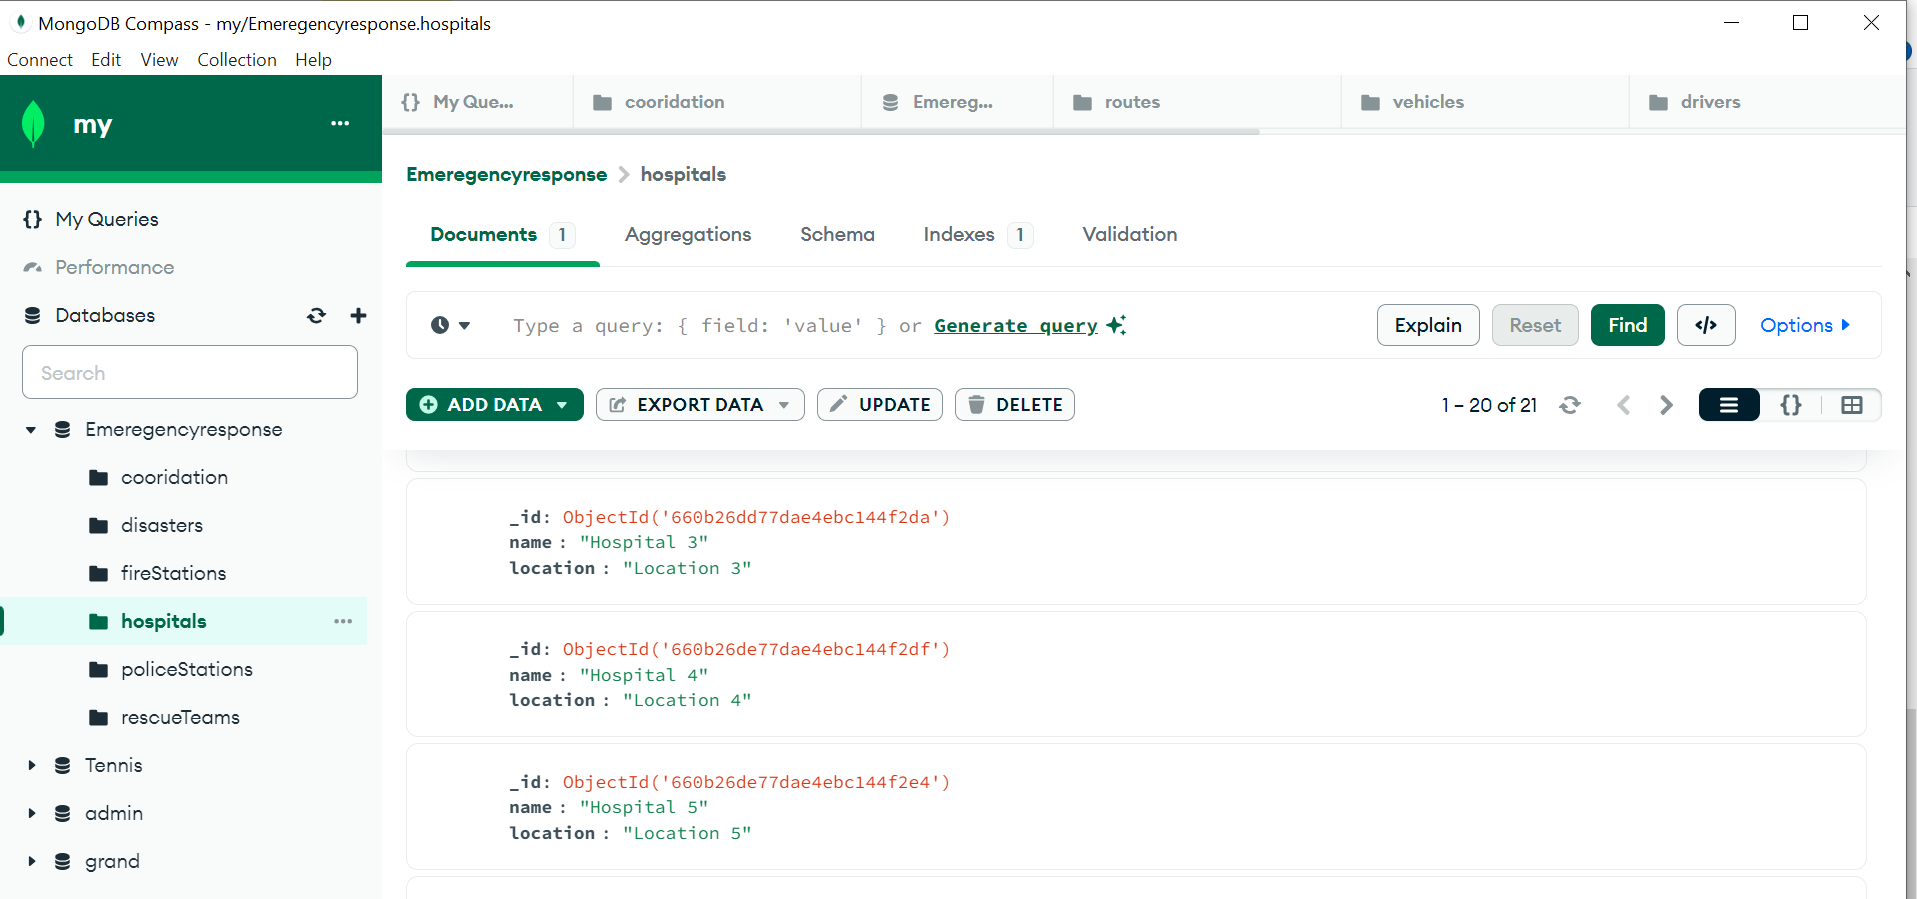 MongoDB Compass - my/Emeregencyresponse.hospitals
Connect Edit View Collection Help
my
My Queries
Performance
Databases
Search
Emeregencyresponse
cooridation
disasters
fireStations
hospitals
policeStations
rescueTeams
Tennis
admin
grand
{} My Que... cooridation Emereg... routes vehicles drivers
Emeregencyresponse > hospitals
Documents 1 Aggregations Schema Indexes 1 Validation
Type a query: { field: 'value' } or Generate query
Explain Reset Find </> Options
ADD DATA EXPORT DATA UPDATE DELETE
1 – 20 of 21 {}
_id: ObjectId('660b26dd77dae4ebc144f2da')
name : "Hospital 3"
location : "Location 3"
_id: ObjectId('660b26de77dae4ebc144f2df')
name : "Hospital 4"
location : "Location 4"
_id: ObjectId('660b26de77dae4ebc144f2e4')
name : "Hospital 5"
location : "Location 5"